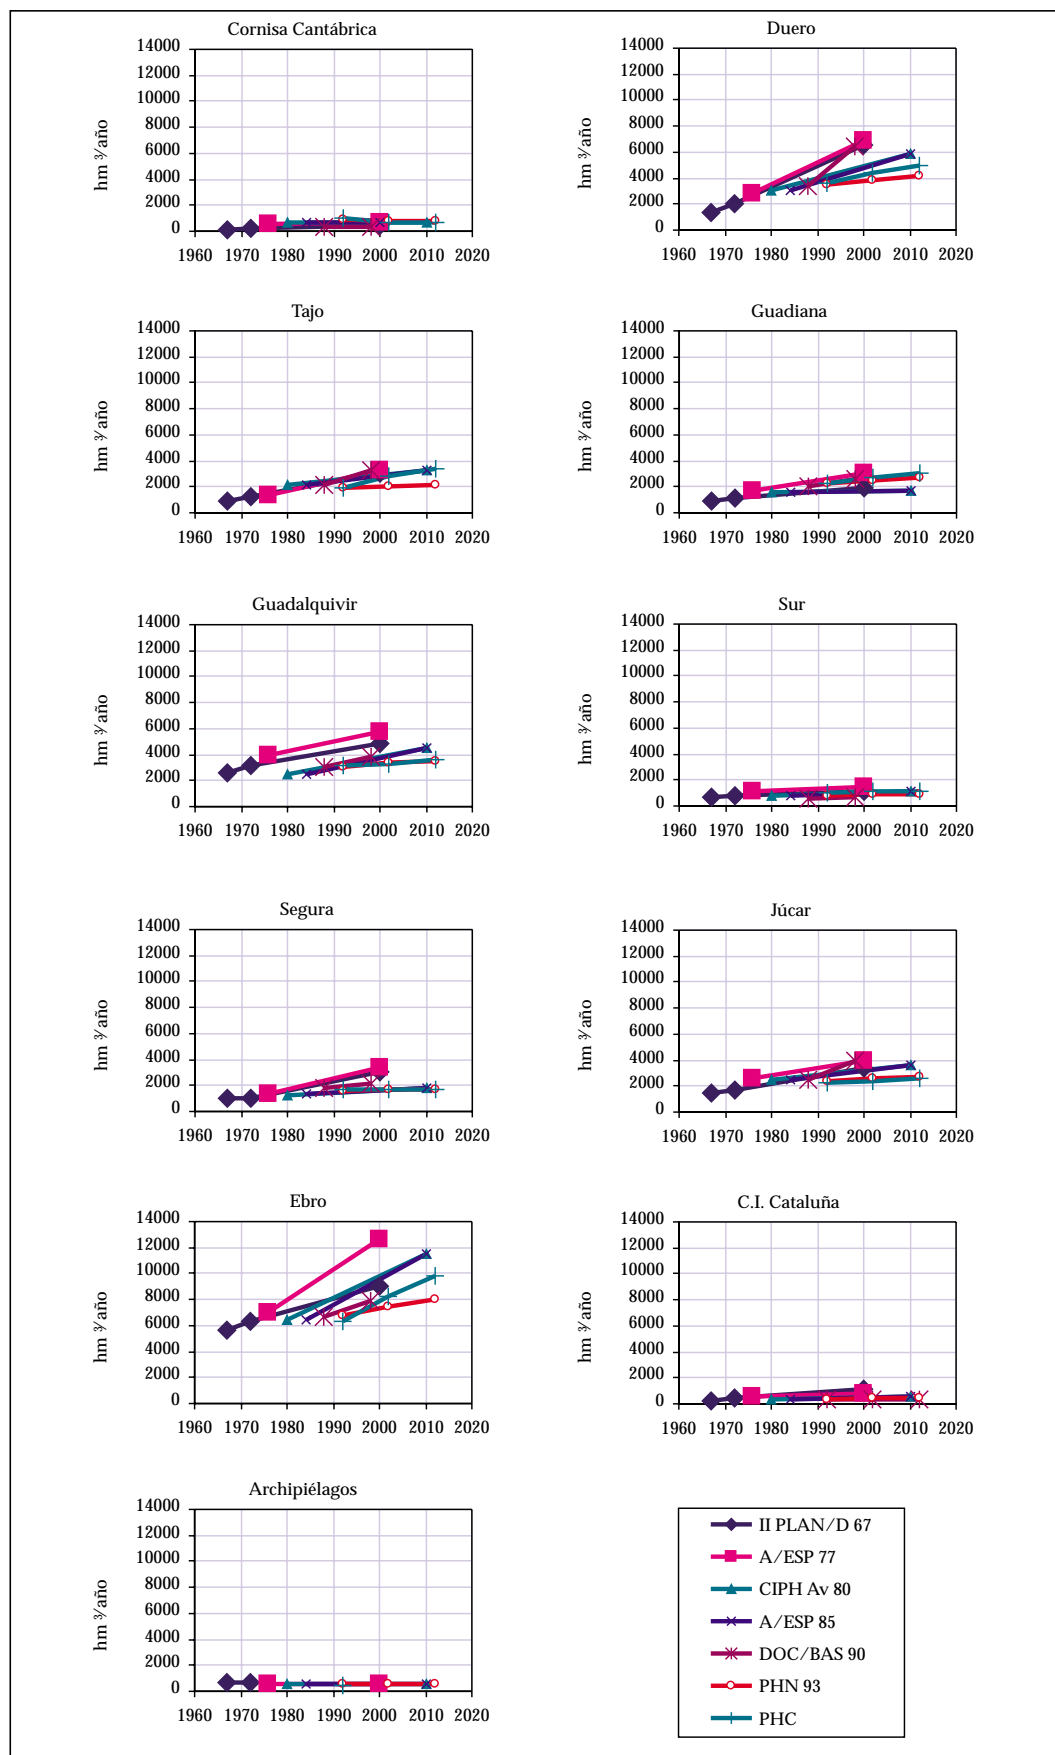 Cornisa Cantábrica
14000
12000
10000
8000
6000
4000
2000
0
hm ³/año
1960 1970 1980 1990 2000 2010 2020
Duero
14000
12000
10000
8000
6000
4000
2000
0
hm ³/año
1960 1970 1980 1990 2000 2010 2020
Tajo
14000
12000
10000
8000
6000
4000
2000
0
hm ³/año
1960 1970 1980 1990 2000 2010 2020
Guadiana
14000
12000
10000
8000
6000
4000
2000
0
hm ³/año
1960 1970 1980 1990 2000 2010 2020
Guadalquivir
14000
12000
10000
8000
6000
4000
2000
0
hm ³/año
1960 1970 1980 1990 2000 2010 2020
Sur
14000
12000
10000
8000
6000
4000
2000
0
hm ³/año
1960 1970 1980 1990 2000 2010 2020
Segura
14000
12000
10000
8000
6000
4000
2000
0
hm ³/año
1960 1970 1980 1990 2000 2010 2020
Júcar
14000
12000
10000
8000
6000
4000
2000
0
hm ³/año
1960 1970 1980 1990 2000 2010 2020
Ebro
14000
12000
10000
8000
6000
4000
2000
0
hm ³/año
1960 1970 1980 1990 2000 2010 2020
C.I. Cataluña
14000
12000
10000
8000
6000
4000
2000
0
hm ³/año
1960 1970 1980 1990 2000 2010 2020
Archipiélagos
14000
12000
10000
8000
6000
4000
2000
0
hm ³/año
1960 1970 1980 1990 2000 2010 2020
II PLAN/D 67
A/ESP 77
CIPH Av 80
A/ESP 85
DOC/BAS 90
PHN 93
PHC